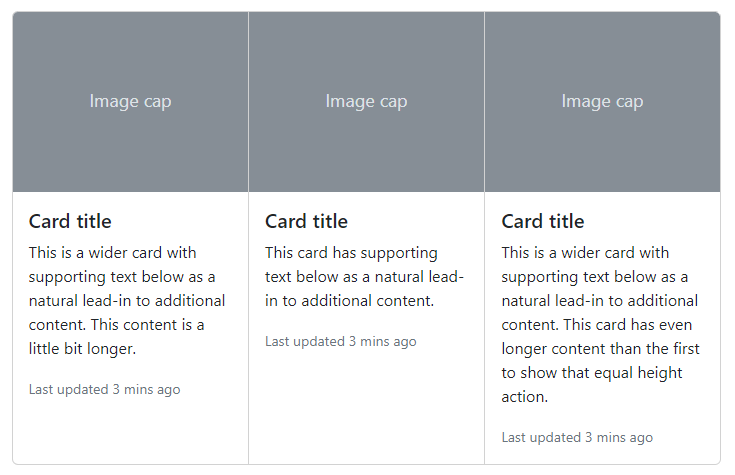 Image cap
Card title
This is a wider card with
supporting text below as a
natural lead-in to additional
content. This content is a
little bit longer.
Last updated 3 mins ago
Image cap
Card title
This card has supporting
text below as a natural lead-
in to additional content.
Last updated 3 mins ago
Image cap
Card title
This is a wider card with
supporting text below as a
natural lead-in to additional
content. This card has even
longer content than the first
to show that equal height
action.
Last updated 3 mins ago